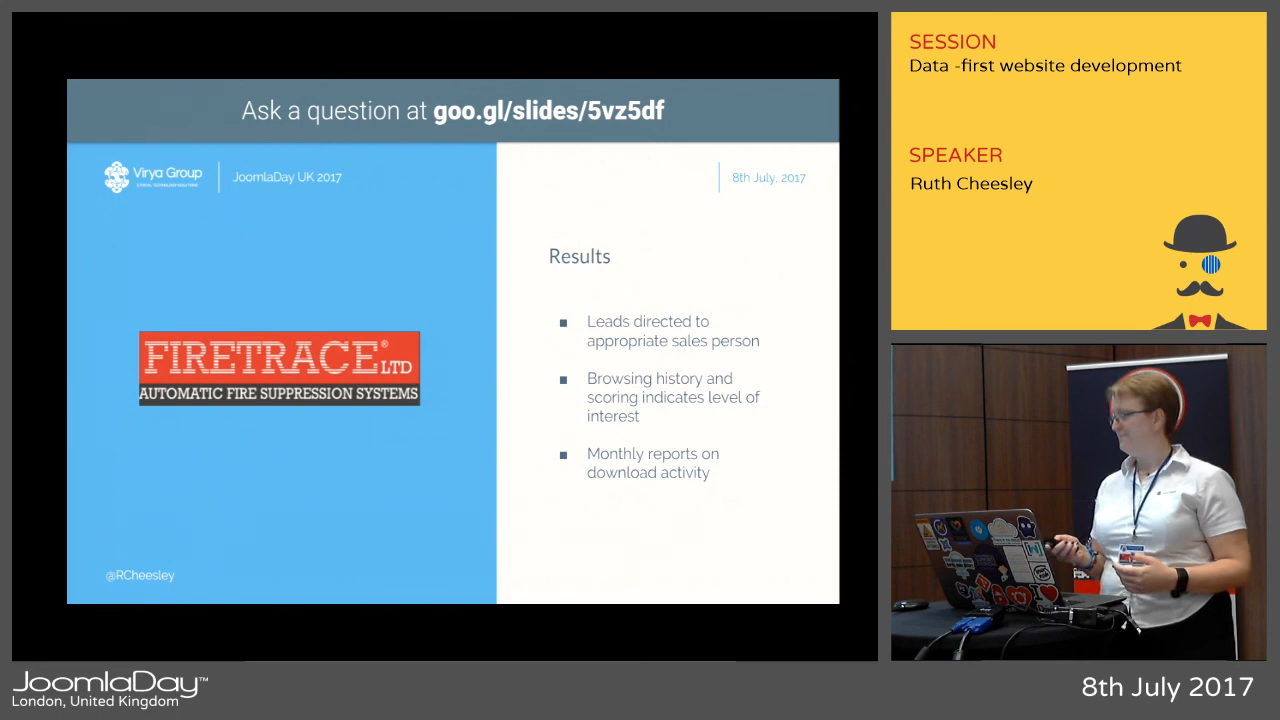 Ask a question at goo.gl/slides/5vz5df
Virya Group
JoomlaDay UK 2017
8th July, 2017
Results
■ Leads directed to
appropriate sales person
■ Browsing history and
scoring indicates level of
interest
■ Monthly reports on
download activity
FIRETRACE® LTD
AUTOMATIC FIRE SUPPRESSION SYSTEMS
@RCheesley
SESSION
Data -first website development
SPEAKER
Ruth Cheesley
JoomlaDay™
London, United Kingdom
8th July 2017